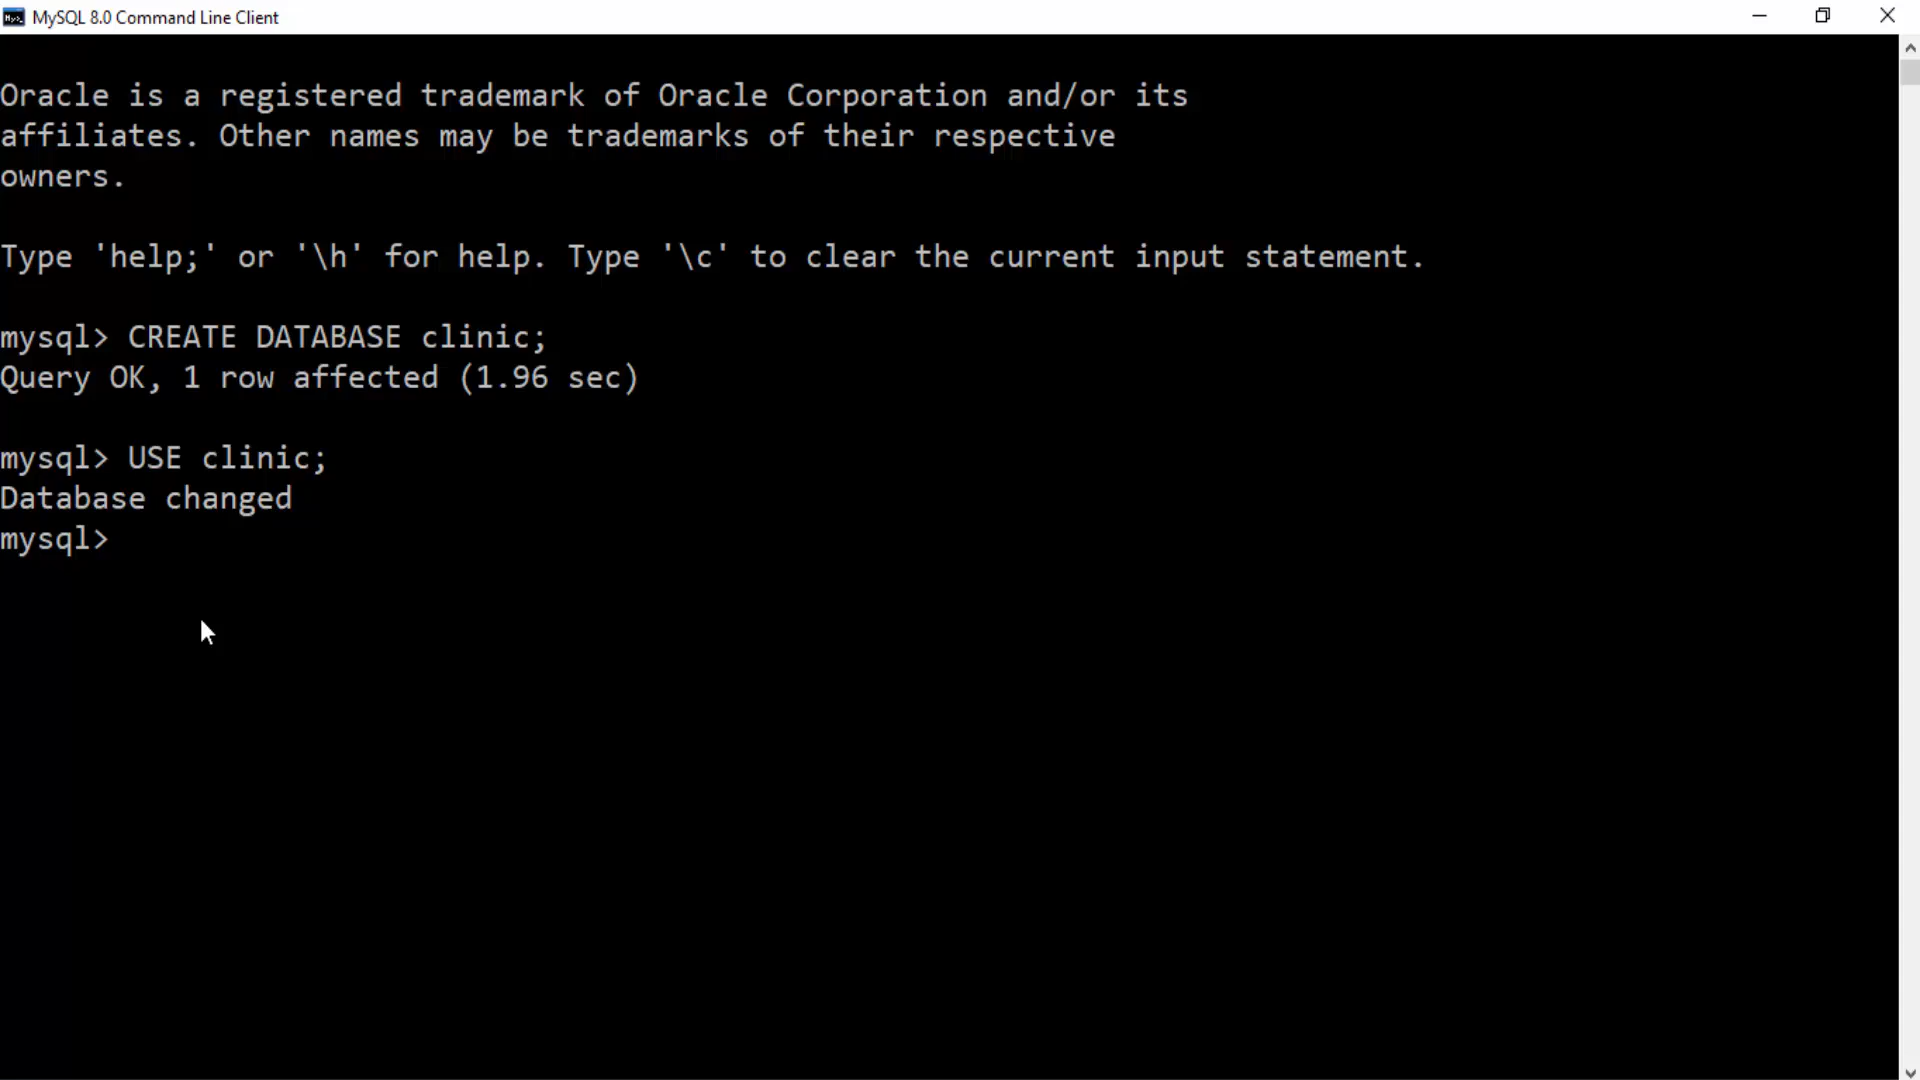 MySQL 8.0 Command Line Client
Oracle is a registered trademark of Oracle Corporation and/or its
affiliates. Other names may be trademarks of their respective
owners.
Type 'help;' or '\h' for help. Type '\c' to clear the current input statement.
mysql> CREATE DATABASE clinic;
Query OK, 1 row affected (1.96 sec)
mysql> USE clinic;
Database changed
mysql>